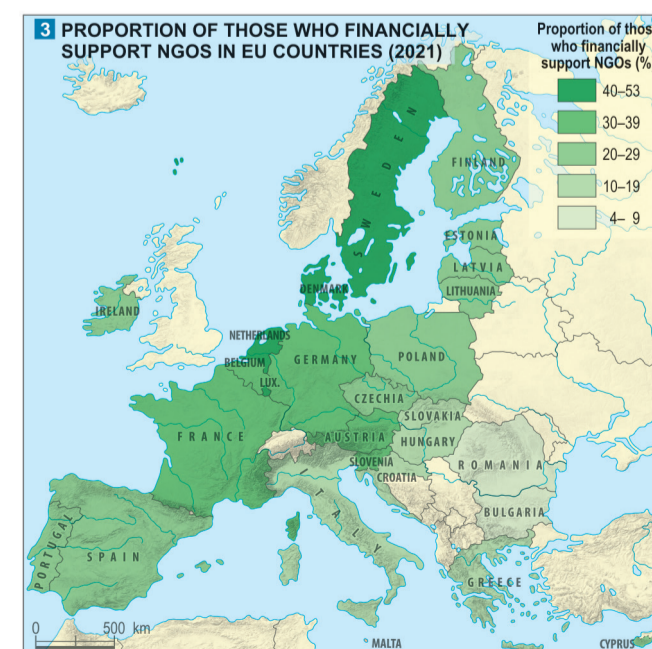 3 PROPORTION OF THOSE WHO FINANCIALLY
SUPPORT NGOS IN EU COUNTRIES (2021)
Proportion of thos
who financially
support NGOs (%
40–53
30–39
20–29
10–19
4– 9
SWEDEN
FINLAND
ESTONIA
LATVIA
LITHUANIA
DENMARK
IRELAND
NETHERLANDS
BELGIUM
LUX.
GERMANY
POLAND
CZECHIA
SLOVAKIA
FRANCE
AUSTRIA
HUNGARY
SLOVENIA
CROATIA
ROMANIA
ITALY
BULGARIA
PORTUGAL
SPAIN
GREECE
0 500 km
MALTA
CYPRUS